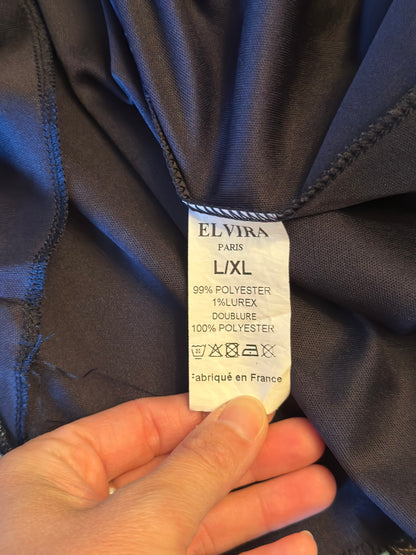 ELVIRA
PARIS
L/XL
99% POLYESTER
1%LUREX
DOUBLURE
100% POLYESTER
Fabriqué en France